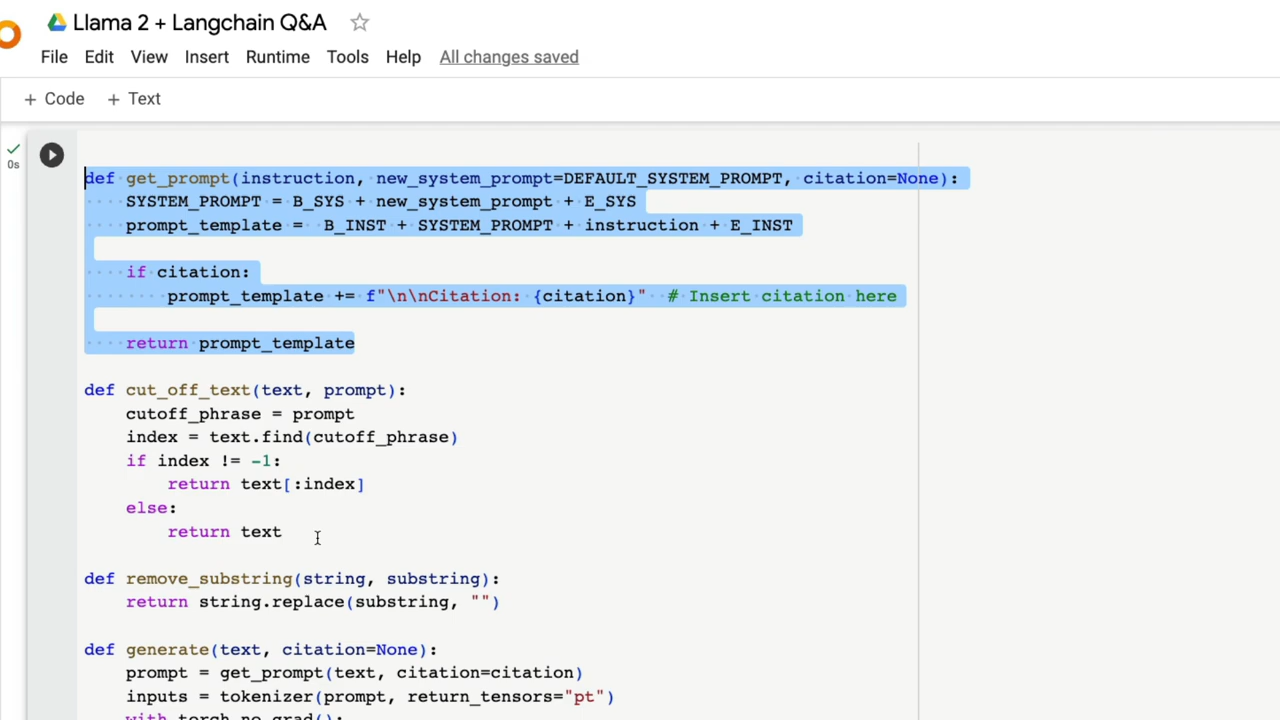 Llama 2 + Langchain Q&A
File Edit View Insert Runtime Tools Help All changes saved
+ Code + Text
0s
def get_prompt(instruction, new_system_prompt=DEFAULT_SYSTEM_PROMPT, citation=None):
    SYSTEM_PROMPT = B_SYS + new_system_prompt + E_SYS
    prompt_template =  B_INST + SYSTEM_PROMPT + instruction + E_INST
    if citation:
        prompt_template += f"\n\nCitation: {citation}"  # Insert citation here
    return prompt_template
def cut_off_text(text, prompt):
    cutoff_phrase = prompt
    index = text.find(cutoff_phrase)
    if index != -1:
        return text[:index]
    else:
        return text
def remove_substring(string, substring):
    return string.replace(substring, "")
def generate(text, citation=None):
    prompt = get_prompt(text, citation=citation)
    inputs = tokenizer(prompt, return_tensors="pt")
    with torch.no_grad():